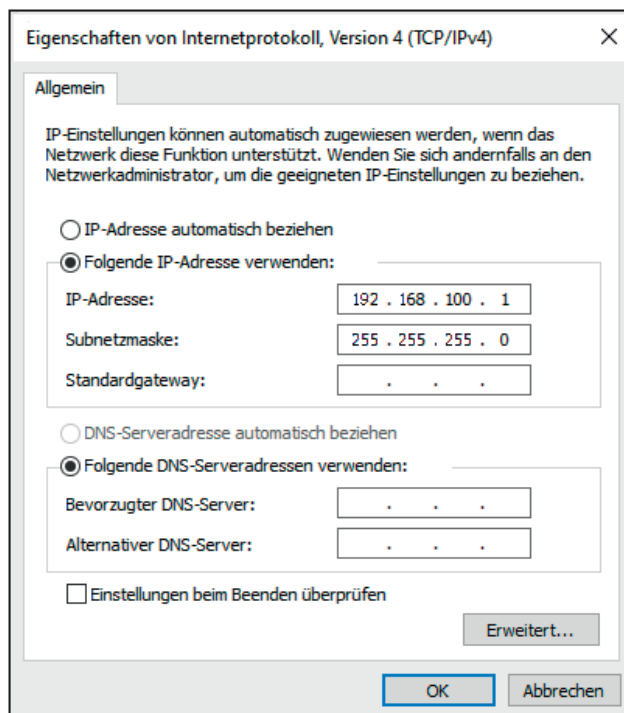 Eigenschaften von Internetprotokoll, Version 4 (TCP/IPv4)
Allgemein
IP-Einstellungen können automatisch zugewiesen werden, wenn das
Netzwerk diese Funktion unterstützt. Wenden Sie sich andernfalls an den
Netzwerkadministrator, um die geeigneten IP-Einstellungen zu beziehen.
IP-Adresse automatisch beziehen
Folgende IP-Adresse verwenden:
IP-Adresse: 192 . 168 . 100 . 1
Subnetzmaske: 255 . 255 . 255 . 0
Standardgateway: . . .
DNS-Serveradresse automatisch beziehen
Folgende DNS-Serveradressen verwenden:
Bevorzugter DNS-Server: . . .
Alternativer DNS-Server: . . .
Einstellungen beim Beenden überprüfen
Erweitert...
OK Abbrechen